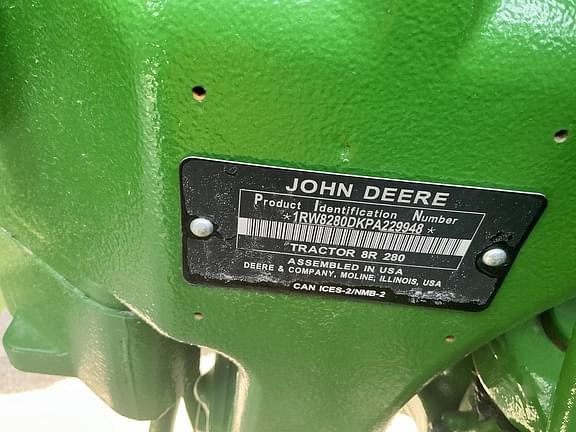 JOHN DEERE
Product Identification Number
*1RW8280DKPA229948*
TRACTOR 8R 280
ASSEMBLED IN USA
DEERE & COMPANY, MOLINE, ILLINOIS, USA
CAN ICES-2/NMB-2